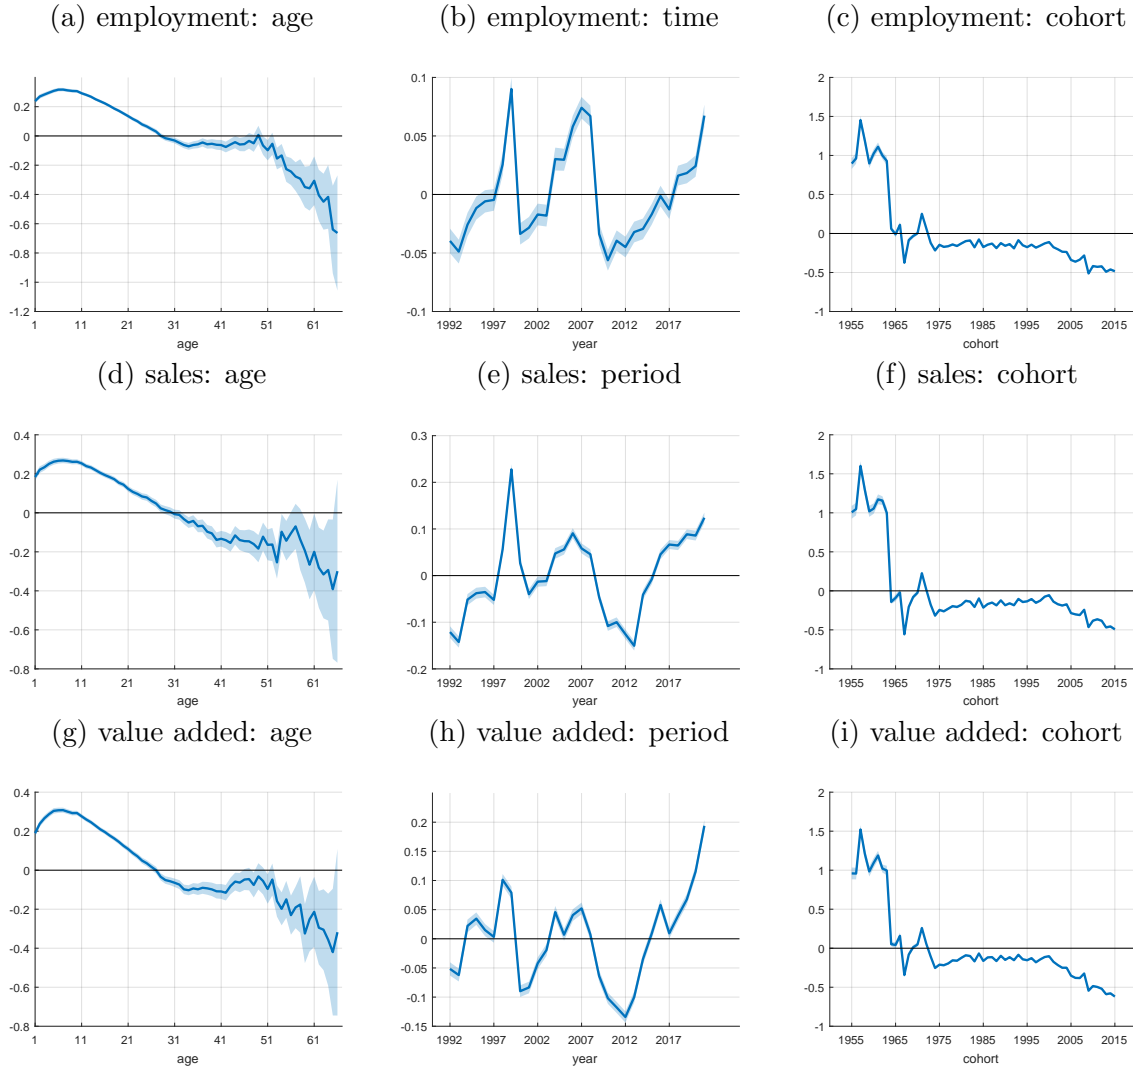 (a) employment: age
(b) employment: time
(c) employment: cohort
0.2
0
-0.2
-0.4
-0.6
-0.8
-1
-1.2
1 11 21 31 41 51 61
age
0.1
0.05
0
-0.05
-0.1
1992 1997 2002 2007 2012 2017
year
2
1.5
1
0.5
0
-0.5
-1
1955 1965 1975 1985 1995 2005 2015
cohort
(d) sales: age
(e) sales: period
(f) sales: cohort
0.4
0.2
0
-0.2
-0.4
-0.6
-0.8
1 11 21 31 41 51 61
age
0.3
0.2
0.1
0
-0.1
-0.2
1992 1997 2002 2007 2012 2017
year
2
1.5
1
0.5
0
-0.5
-1
1955 1965 1975 1985 1995 2005 2015
cohort
(g) value added: age
(h) value added: period
(i) value added: cohort
0.4
0.2
0
-0.2
-0.4
-0.6
-0.8
1 11 21 31 41 51 61
age
0.2
0.15
0.1
0.05
0
-0.05
-0.1
-0.15
1992 1997 2002 2007 2012 2017
year
2
1.5
1
0.5
0
-0.5
-1
1955 1965 1975 1985 1995 2005 2015
cohort